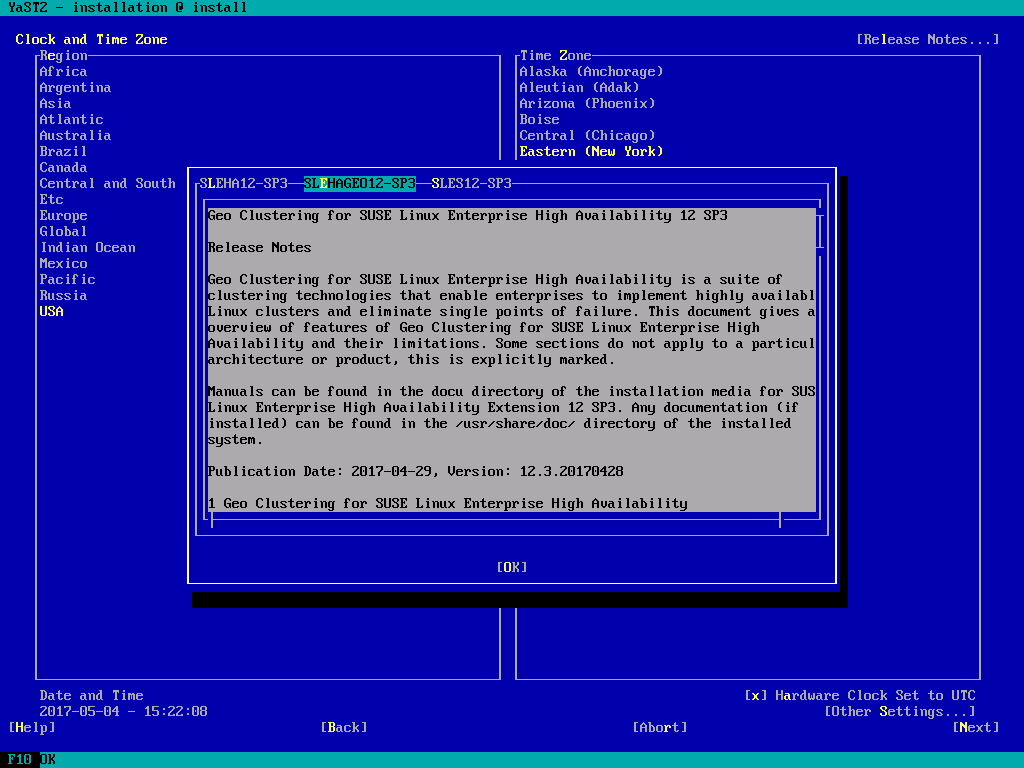 YaST2 - installation @ install
Clock and Time Zone
[Release Notes...]
Region
Africa
Argentina
Asia
Atlantic
Australia
Brazil
Canada
Central and South
Etc
Europe
Global
Indian Ocean
Mexico
Pacific
Russia
USA
Time Zone
Alaska (Anchorage)
Aleutian (Adak)
Arizona (Phoenix)
Boise
Central (Chicago)
Eastern (New York)
SLEHA12-SP3 SLEHAGEO12-SP3 SLES12-SP3
Geo Clustering for SUSE Linux Enterprise High Availability 12 SP3
Release Notes
Geo Clustering for SUSE Linux Enterprise High Availability is a suite of
clustering technologies that enable enterprises to implement highly availabl
Linux clusters and eliminate single points of failure. This document gives a
overview of features of Geo Clustering for SUSE Linux Enterprise High
Availability and their limitations. Some sections do not apply to a particul
architecture or product, this is explicitly marked.
Manuals can be found in the docu directory of the installation media for SUS
Linux Enterprise High Availability Extension 12 SP3. Any documentation (if
installed) can be found in the /usr/share/doc/ directory of the installed
system.
Publication Date: 2017-04-29, Version: 12.3.20170428
1 Geo Clustering for SUSE Linux Enterprise High Availability
[OK]
Date and Time
2017-05-04 - 15:22:08
[x] Hardware Clock Set to UTC
[Other Settings...]
[Help] [Back] [Abort] [Next]
F10 OK